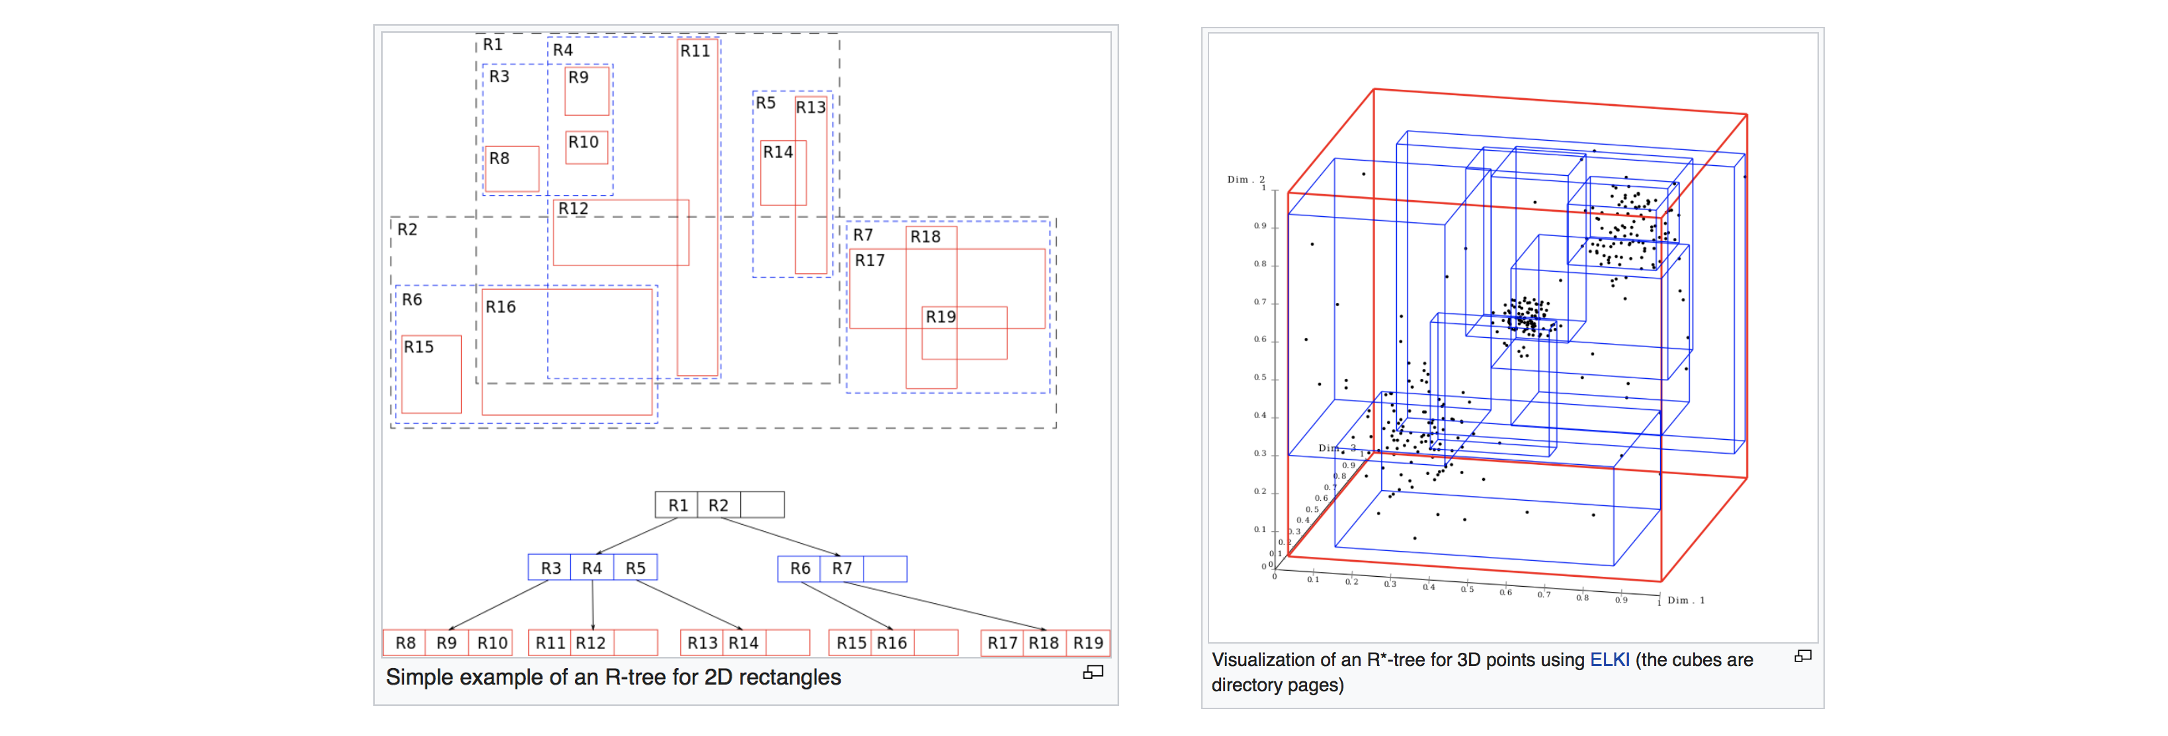 R1
R4
R11
R3
R9
R5
R13
R10
R14
R8
R12
R2
R7
R18
R17
R6
R16
R19
R15
R1 R2
R3 R4 R5
R6 R7
R8 R9 R10
R11 R12
R13 R14
R15 R16
R17 R18 R19
Simple example of an R-tree for 2D rectangles
Dim . 2
1
0.9
0.8
0.7
0.6
0.5
0.4
0.3
0.2
0.1
0
Dim. 3
1
0.9
0.8
0.7
0.6
0.5
0.4
0.3
0.2
0.1
0
0
0.1
0.2
0.3
0.4
0.5
0.6
0.7
0.8
0.9
1
Dim . 1
Visualization of an R*-tree for 3D points using ELKI (the cubes are
directory pages)